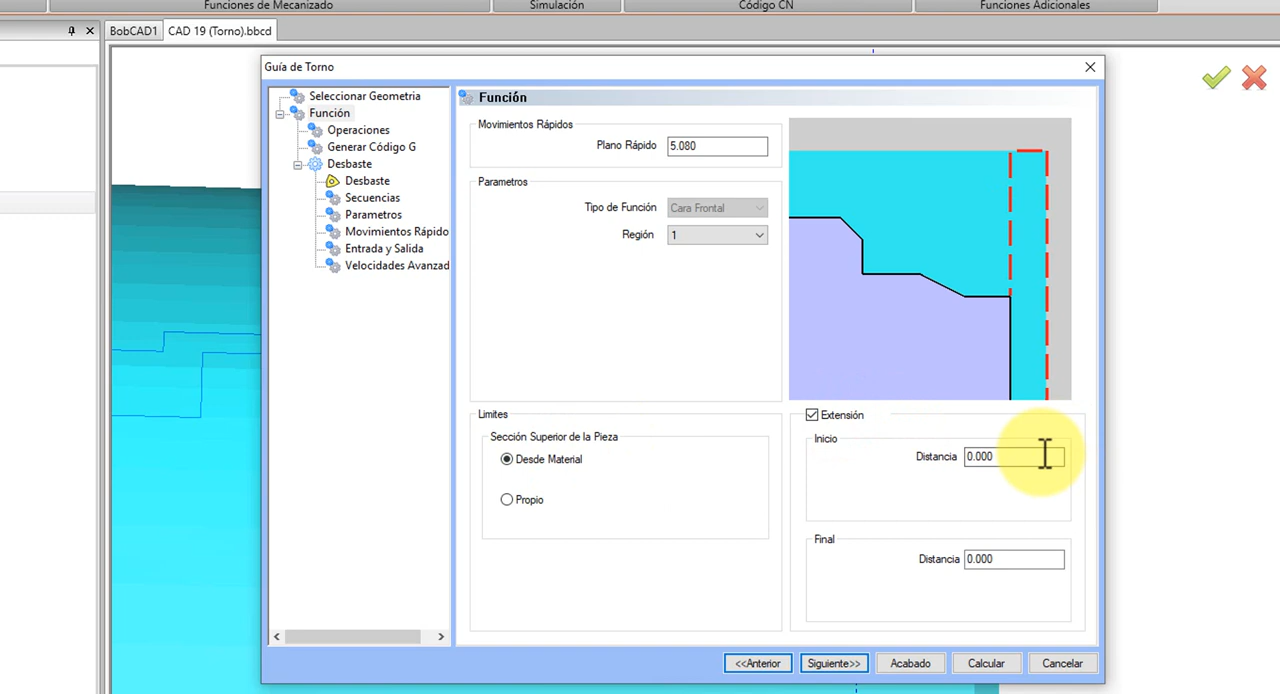 Funciones de Mecanizado
Simulación
Código CN
Funciones Adicionales
BobCAD1
CAD 19 (Torno).bbcd
Guía de Torno
Seleccionar Geometria
Función
Operaciones
Generar Código G
Desbaste
Desbaste
Secuencias
Parametros
Movimientos Rápido
Entrada y Salida
Velocidades Avanzad
Función
Movimientos Rápidos
Plano Rápido 5.080
Parametros
Tipo de Función Cara Frontal
Región 1
Limites
Sección Superior de la Pieza
Desde Material
Propio
Extensión
Inicio
Distancia 0.000
Final
Distancia 0.000
<<Anterior
Siguiente>>
Acabado
Calcular
Cancelar